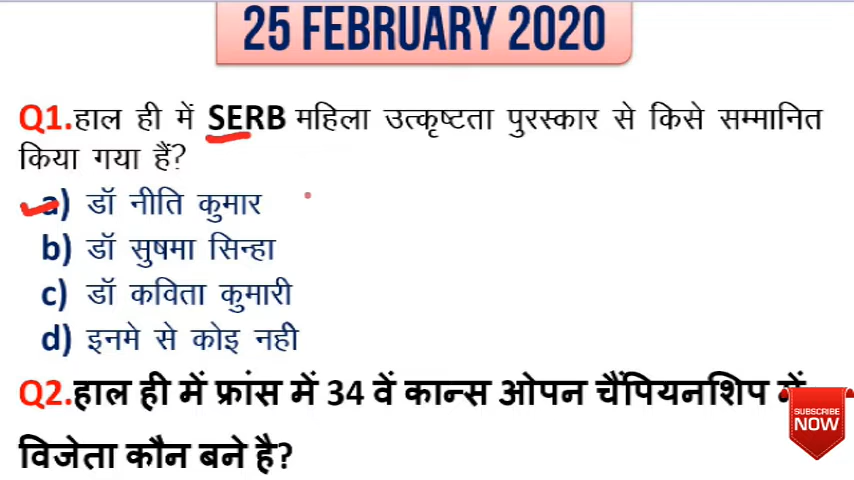 25 FEBRUARY 2020
Q1.हाल ही में SERB महिला उत्कृष्टता पुरस्कार से किसे सम्मानित
किया गया हैं?
a) डॉ नीति कुमार
b) डॉ सुषमा सिन्हा
c) डॉ कविता कुमारी
d) इनमे से कोइ नही
Q2.हाल ही में फ्रांस में 34 वें कान्स ओपन चैंपियनशिप में
विजेता कौन बने है?
SUBSCRIBE
NOW